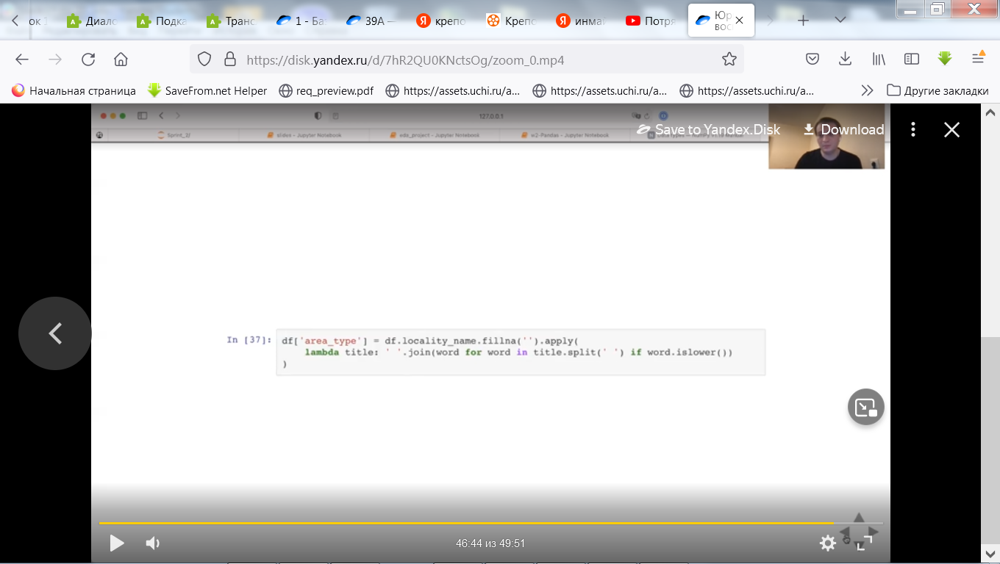 ок 1
Диало
Подка
Транс
1 - Ба
39A —
крепо
Крепо
инмаи
Потря
Юр
вос
https://disk.yandex.ru/d/7hR2QU0KNctsOg/zoom_0.mp4
Начальная страница
SaveFrom.net Helper
req_preview.pdf
https://assets.uchi.ru/a...
https://assets.uchi.ru/a...
https://assets.uchi.ru/a...
Другие закладки
127.0.0.1
Sprint_2/
slides - Jupyter Notebook
eda_project - Jupyter Notebook
w2-Pandas - Jupyter Notebook
Save to Yandex.Disk
Download
In [37]:
df['area_type'] = df.locality_name.fillna('').apply(
lambda title: ' '.join(word for word in title.split(' ') if word.islower())
)
46:44 из 49:51